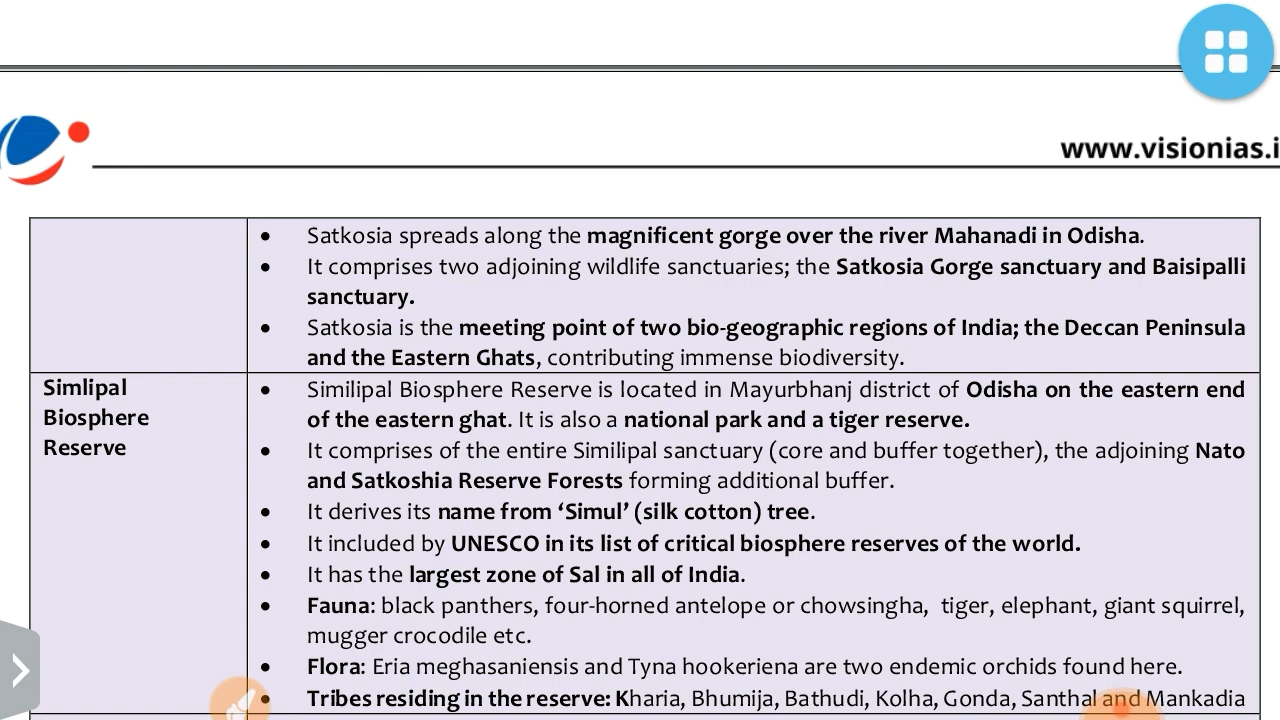 www.visionias.i
• Satkosia spreads along the magnificent gorge over the river Mahanadi in Odisha.
• It comprises two adjoining wildlife sanctuaries; the Satkosia Gorge sanctuary and Baisipalli
sanctuary.
• Satkosia is the meeting point of two bio-geographic regions of India; the Deccan Peninsula
and the Eastern Ghats, contributing immense biodiversity.
Simlipal
Biosphere
Reserve
• Similipal Biosphere Reserve is located in Mayurbhanj district of Odisha on the eastern end
of the eastern ghat. It is also a national park and a tiger reserve.
• It comprises of the entire Similipal sanctuary (core and buffer together), the adjoining Nato
and Satkoshia Reserve Forests forming additional buffer.
• It derives its name from ‘Simul’ (silk cotton) tree.
• It included by UNESCO in its list of critical biosphere reserves of the world.
• It has the largest zone of Sal in all of India.
• Fauna: black panthers, four-horned antelope or chowsingha, tiger, elephant, giant squirrel,
mugger crocodile etc.
• Flora: Eria meghasaniensis and Tyna hookeriena are two endemic orchids found here.
• Tribes residing in the reserve: Kharia, Bhumija, Bathudi, Kolha, Gonda, Santhal and Mankadia